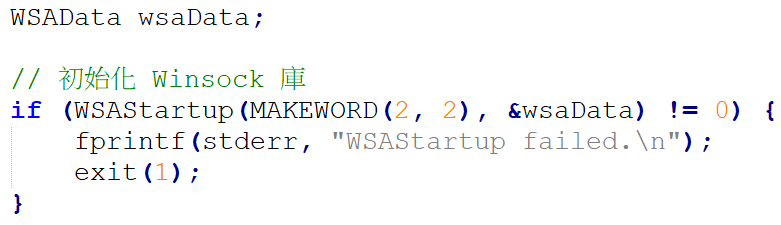 WSAData wsaData;
// 初始化 Winsock 庫
if (WSAStartup(MAKEWORD(2, 2), &wsaData) != 0) {
    fprintf(stderr, "WSAStartup failed.\n");
    exit(1);
}